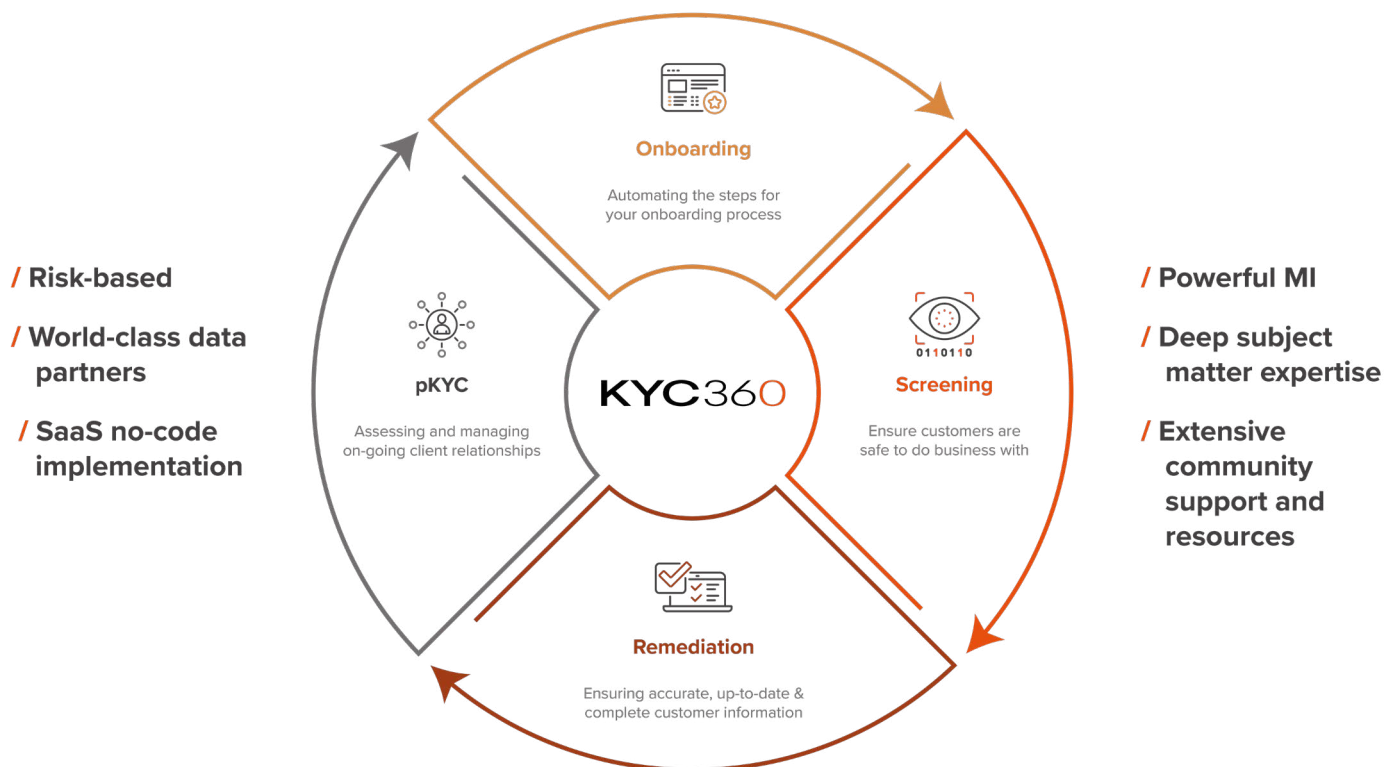 Onboarding
Automating the steps for
your onboarding process
/ Risk-based
/ World-class data
partners
/ SaaS no-code
implementation
pKYC
Assessing and managing
on-going client relationships
KYC360
0110110
Screening
Ensure customers are
safe to do business with
/ Powerful MI
/ Deep subject
matter expertise
/ Extensive
community
support and
resources
Remediation
Ensuring accurate, up-to-date &
complete customer information